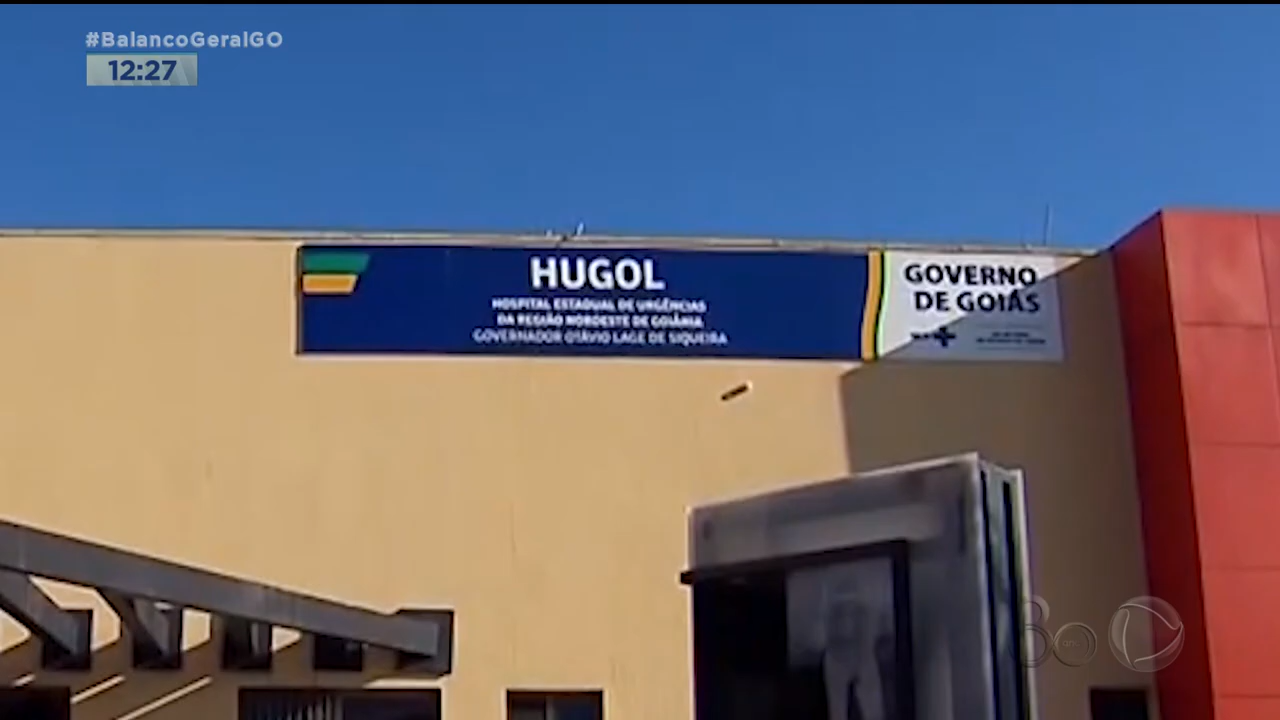 #BalancoGeralGO
12:27
HUGOL
HOSPITAL ESTADUAL DE URGÊNCIAS
DA REGIÃO NOROESTE DE GOIÂNIA
GOVERNADOR OTÁVIO LAGE DE SIQUEIRA
GOVERNO
DE GOIÁS